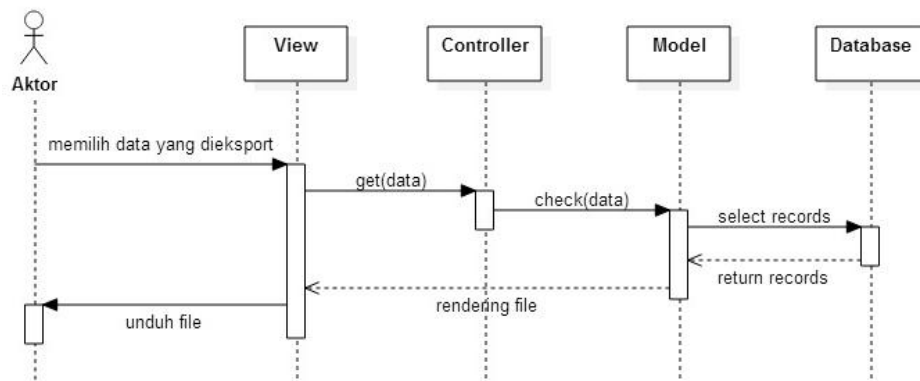 View
Controller
Model
Database
Aktor
memilih data yang dieksport
get(data)
check(data)
select records
return records
rendering file
unduh file